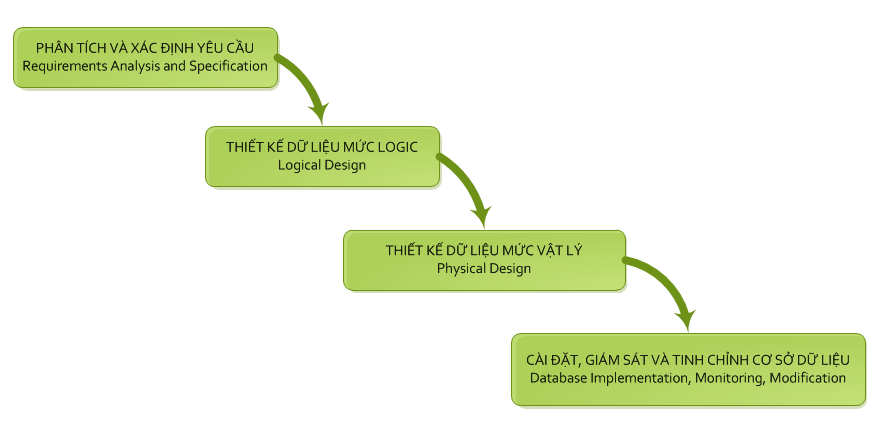 PHÂN TÍCH VÀ XÁC ĐỊNH YÊU CẦU
Requirements Analysis and Specification
THIẾT KẾ DỮ LIỆU MỨC LOGIC
Logical Design
THIẾT KẾ DỮ LIỆU MỨC VẬT LÝ
Physical Design
CÀI ĐẶT, GIÁM SÁT VÀ TINH CHỈNH CƠ SỞ DỮ LIỆU
Database Implementation, Monitoring, Modification